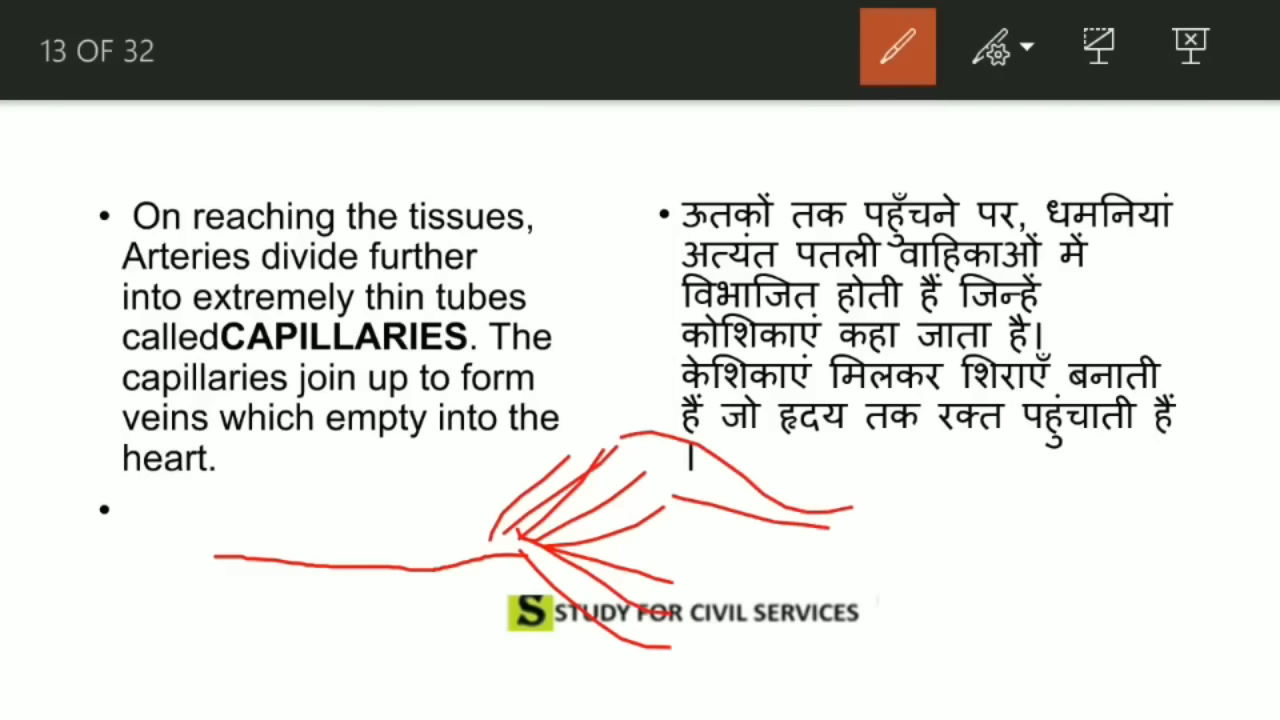 13 OF 32
• On reaching the tissues,
Arteries divide further
into extremely thin tubes
calledCAPILLARIES. The
capillaries join up to form
veins which empty into the
heart.
•
• ऊतकों तक पहुँचने पर, धमनियां
अत्यंत पतली वाहिकाओं में
विभाजित होती हैं जिन्हें
कोशिकाएं कहा जाता है।
केशिकाएं मिलकर शिराएँ बनाती
हैं जो हृदय तक रक्त पहुंचाती हैं
।
S STUDY FOR CIVIL SERVICES